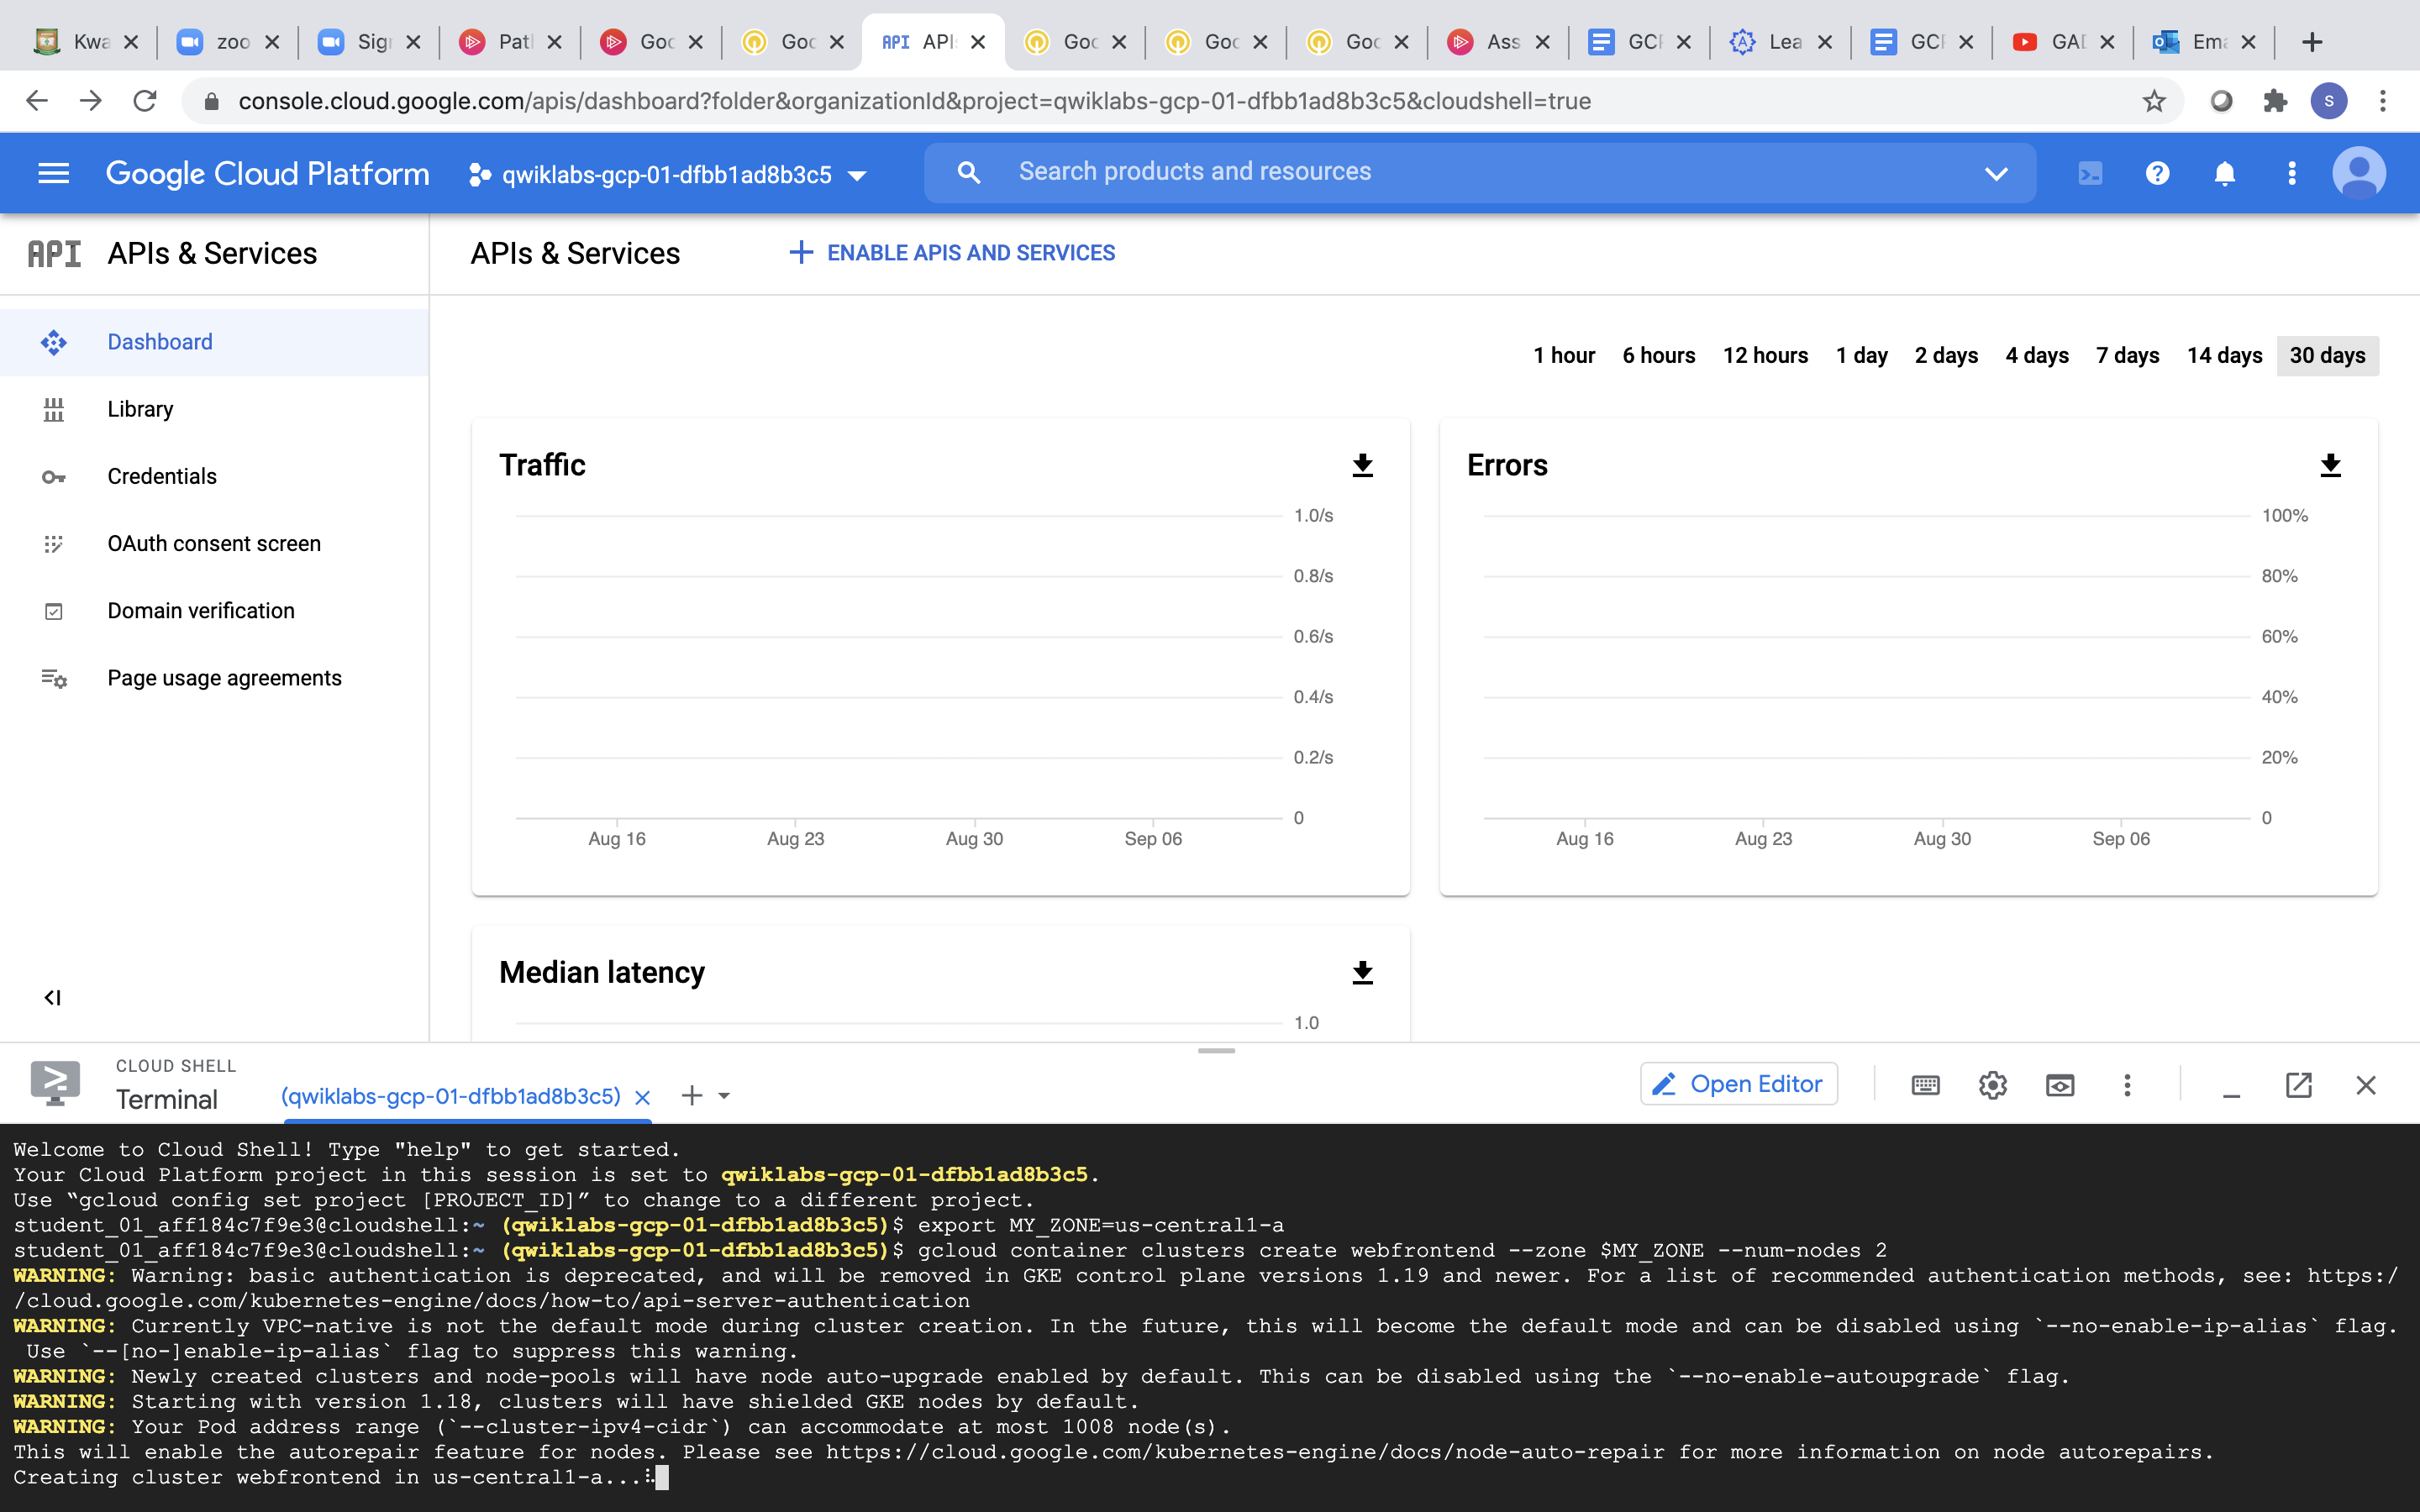 Kwa
zoo
Sig
Pat
Goo
Goo
API API
Goo
Goo
Goo
Ass
GCP
Lea
GCP
GAD
Ema
console.cloud.google.com/apis/dashboard?folder&organizationId&project=qwiklabs-gcp-01-dfbb1ad8b3c5&cloudshell=true
S
Google Cloud Platform
qwiklabs-gcp-01-dfbb1ad8b3c5
Search products and resources
API APIs & Services
APIs & Services
ENABLE APIS AND SERVICES
Dashboard
Library
Credentials
OAuth consent screen
Domain verification
Page usage agreements
1 hour 6 hours 12 hours 1 day 2 days 4 days 7 days 14 days 30 days
Traffic
1.0/s
0.8/s
0.6/s
0.4/s
0.2/s
0
Aug 16 Aug 23 Aug 30 Sep 06
Errors
100%
80%
60%
40%
20%
0
Aug 16 Aug 23 Aug 30 Sep 06
Median latency
1.0
CLOUD SHELL
Terminal
(qwiklabs-gcp-01-dfbb1ad8b3c5)
Open Editor
Welcome to Cloud Shell! Type "help" to get started.
Your Cloud Platform project in this session is set to qwiklabs-gcp-01-dfbb1ad8b3c5.
Use “gcloud config set project [PROJECT_ID]” to change to a different project.
student_01_aff184c7f9e3@cloudshell:~ (qwiklabs-gcp-01-dfbb1ad8b3c5)$ export MY_ZONE=us-central1-a
student_01_aff184c7f9e3@cloudshell:~ (qwiklabs-gcp-01-dfbb1ad8b3c5)$ gcloud container clusters create webfrontend --zone $MY_ZONE --num-nodes 2
WARNING: Warning: basic authentication is deprecated, and will be removed in GKE control plane versions 1.19 and newer. For a list of recommended authentication methods, see: https:/
/cloud.google.com/kubernetes-engine/docs/how-to/api-server-authentication
WARNING: Currently VPC-native is not the default mode during cluster creation. In the future, this will become the default mode and can be disabled using `--no-enable-ip-alias` flag.
Use `--[no-]enable-ip-alias` flag to suppress this warning.
WARNING: Newly created clusters and node-pools will have node auto-upgrade enabled by default. This can be disabled using the `--no-enable-autoupgrade` flag.
WARNING: Starting with version 1.18, clusters will have shielded GKE nodes by default.
WARNING: Your Pod address range (`--cluster-ipv4-cidr`) can accommodate at most 1008 node(s).
This will enable the autorepair feature for nodes. Please see https://cloud.google.com/kubernetes-engine/docs/node-auto-repair for more information on node autorepairs.
Creating cluster webfrontend in us-central1-a...